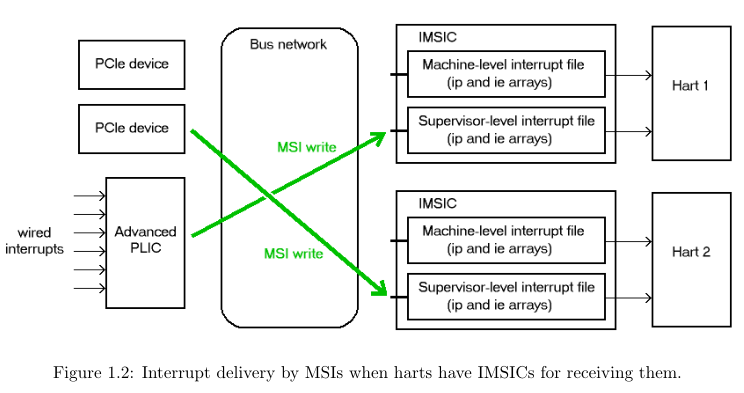 PCIe device
PCIe device
wired
interrupts
Advanced
PLIC
Bus network
MSI write
MSI write
IMSIC
Machine-level interrupt file
(ip and ie arrays)
Supervisor-level interrupt file
(ip and ie arrays)
Hart 1
IMSIC
Machine-level interrupt file
(ip and ie arrays)
Supervisor-level interrupt file
(ip and ie arrays)
Hart 2
Figure 1.2: Interrupt delivery by MSIs when harts have IMSICs for receiving them.